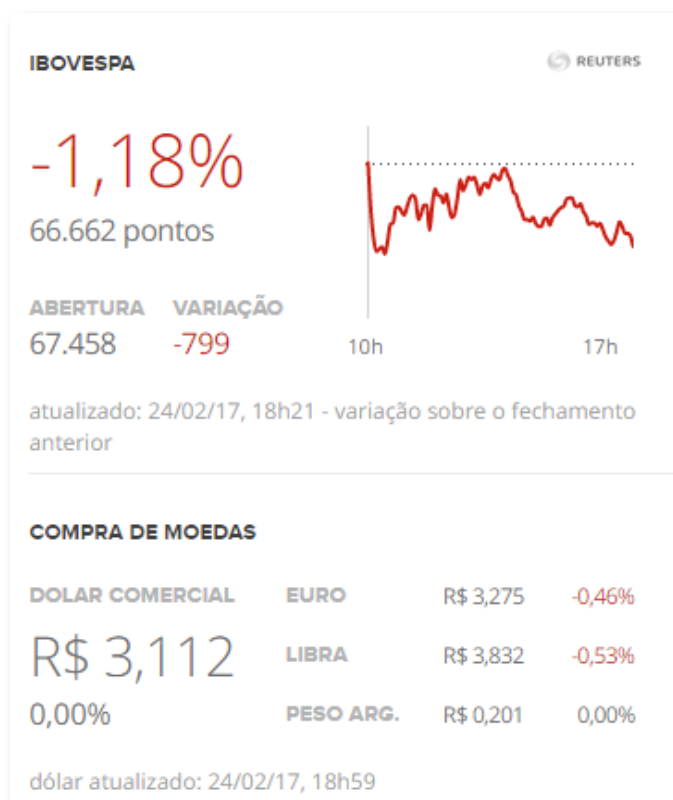 IBOVESPA
REUTERS
-1,18%
66.662 pontos
ABERTURA VARIAÇÃO
67.458 -799
10h 17h
atualizado: 24/02/17, 18h21 - variação sobre o fechamento
anterior
COMPRA DE MOEDAS
DOLAR COMERCIAL
R$ 3,112
0,00%
EURO R$ 3,275 -0,46%
LIBRA R$ 3,832 -0,53%
PESO ARG. R$ 0,201 0,00%
dólar atualizado: 24/02/17, 18h59